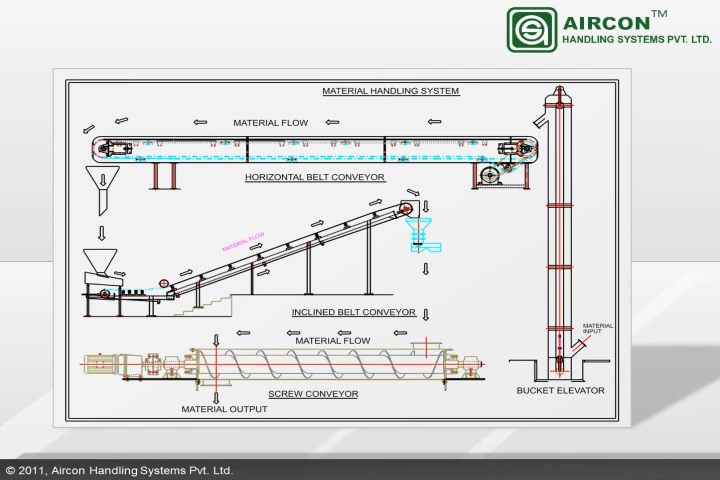 AIRCON™
HANDLING SYSTEMS PVT. LTD.
MATERIAL HANDLING SYSTEM
MATERIAL FLOW
HORIZONTAL BELT CONVEYOR
MATERIAL FLOW
INCLINED BELT CONVEYOR
MATERIAL INPUT
MATERIAL FLOW
BUCKET ELEVATOR
SCREW CONVEYOR
MATERIAL OUTPUT
© 2011, Aircon Handling Systems Pvt. Ltd.